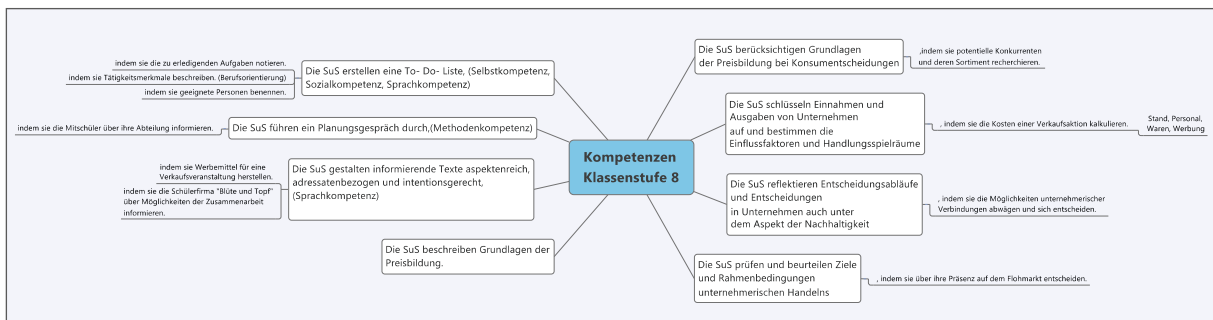 indem sie die zu erledigenden Aufgaben notieren.
indem sie Tätigkeitsmerkmale beschreiben. (Berufsorientierung)
indem sie geeignete Personen benennen.
Die SuS erstellen eine To- Do- Liste, (Selbstkompetenz,
Sozialkompetenz, Sprachkompetenz)
indem sie die Mitschüler über ihre Abteilung informieren.
Die SuS führen ein Planungsgespräch durch,(Methodenkompetenz)
indem sie Werbemittel für eine
Verkaufsveranstaltung herstellen.
indem sie die Schülerfirma "Blüte und Topf"
über Möglichkeiten der Zusammenarbeit
informieren.
Die SuS gestalten informierende Texte aspektenreich,
adressatenbezogen und intentionsgerecht,
(Sprachkompetenz)
Die SuS beschreiben Grundlagen der
Preisbildung.
Kompetenzen
Klassenstufe 8
Die SuS berücksichtigen Grundlagen
der Preisbildung bei Konsumentscheidungen
,indem sie potentielle Konkurrenten
und deren Sortiment recherchieren.
Die SuS schlüsseln Einnahmen und
Ausgaben von Unternehmen
auf und bestimmen die
Einflussfaktoren und Handlungsspielräume
, indem sie die Kosten einer Verkaufsaktion kalkulieren.
Stand, Personal,
Waren, Werbung
Die SuS reflektieren Entscheidungsabläufe
und Entscheidungen
in Unternehmen auch unter
dem Aspekt der Nachhaltigkeit
, indem sie die Möglichkeiten unternehmerischer
Verbindungen abwägen und sich entscheiden.
Die SuS prüfen und beurteilen Ziele
und Rahmenbedingungen
unternehmerischen Handelns
, indem sie über ihre Präsenz auf dem Flohmarkt entscheiden.